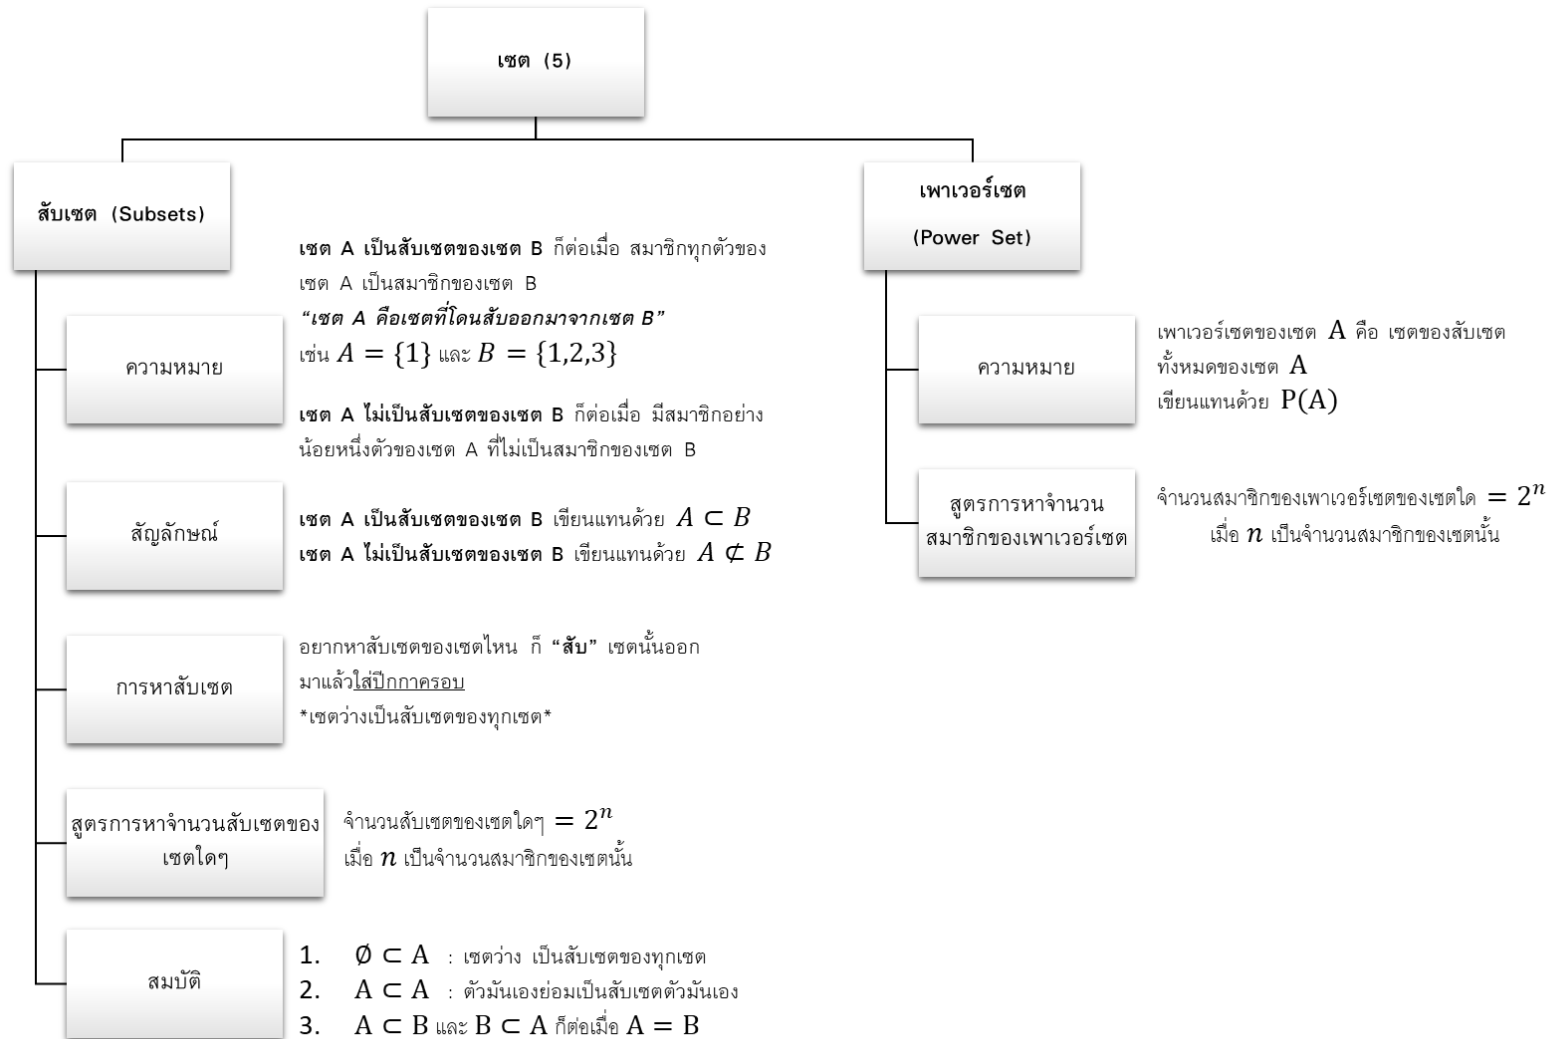 เซต (5)
สับเซต (Subsets)
เซต A เป็นสับเซตของเซต B ก็ต่อเมื่อ สมาชิกทุกตัวของ
เซต A เป็นสมาชิกของเซต B
“เซต A คือเซตที่โดนสับออกมาจากเซต B”
เช่น A = {1} และ B = {1,2,3}
ความหมาย
เซต A ไม่เป็นสับเซตของเซต B ก็ต่อเมื่อ มีสมาชิกอย่าง
น้อยหนึ่งตัวของเซต A ที่ไม่เป็นสมาชิกของเซต B
สัญลักษณ์
เซต A เป็นสับเซตของเซต B เขียนแทนด้วย A ⊂ B
เซต A ไม่เป็นสับเซตของเซต B เขียนแทนด้วย A ⊄ B
การหาสับเซต
อยากหาสับเซตของเซตไหน ก็ “สับ” เซตนั้นออก
มาแล้วใส่ปีกกาครอบ
*เซตว่างเป็นสับเซตของทุกเซต*
สูตรการหาจำนวนสับเซตของ
เซตใดๆ
จำนวนสับเซตของเซตใดๆ = 2ⁿ
เมื่อ n เป็นจำนวนสมาชิกของเซตนั้น
สมบัติ
1. Ø ⊂ A : เซตว่าง เป็นสับเซตของทุกเซต
2. A ⊂ A : ตัวมันเองย่อมเป็นสับเซตตัวมันเอง
3. A ⊂ B และ B ⊂ A ก็ต่อเมื่อ A = B
เพาเวอร์เซต
(Power Set)
ความหมาย
เพาเวอร์เซตของเซต A คือ เซตของสับเซต
ทั้งหมดของเซต A
เขียนแทนด้วย P(A)
สูตรการหาจำนวน
สมาชิกของเพาเวอร์เซต
จำนวนสมาชิกของเพาเวอร์เซตของเซตใด = 2ⁿ
เมื่อ n เป็นจำนวนสมาชิกของเซตนั้น